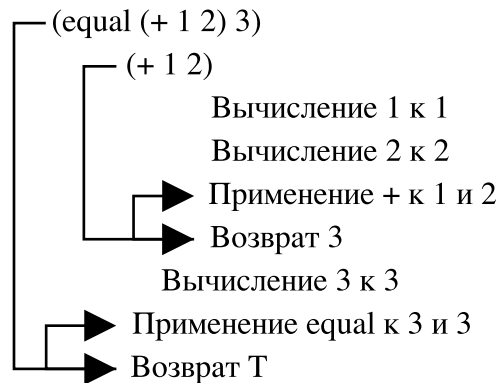 (equal (+ 1 2) 3)
(+ 1 2)
Вычисление 1 к 1
Вычисление 2 к 2
Применение + к 1 и 2
Возврат 3
Вычисление 3 к 3
Применение equal к 3 и 3
Возврат T